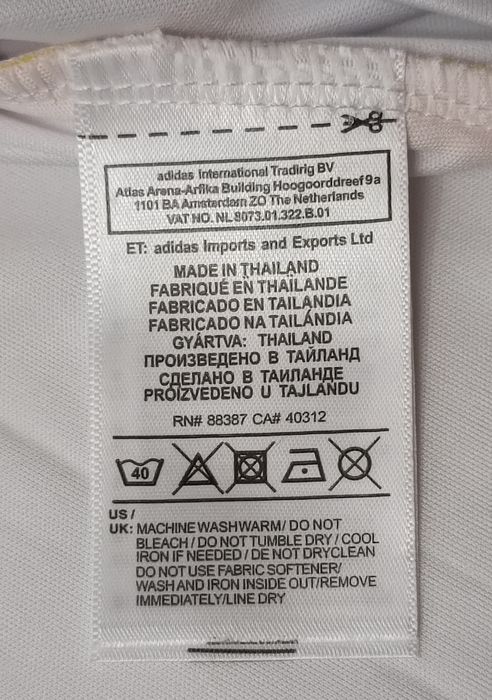 adidas International Tradirig BV
Atlas Arena-Arfika Building Hoogoorddreef 9a
1101 BA Amsterdam ZO The Netherlands
VAT NO. NL 8073.01.322.B.01
ET: adidas Imports and Exports Ltd
MADE IN THAILAND
FABRIQUÉ EN THAÏLANDE
FABRICADO EN TAILANDIA
FABRICADO NA TAILÁNDIA
GYÁRTVA: THAILAND
ПРОИЗВЕДЕНО В ТАЙЛАНД
СДЕЛАНО В ТАИЛАНДЕ
PROIZVEDENO U TAJLANDU
RN# 88387 CA# 40312
40
US /
UK: MACHINE WASH WARM/ DO NOT
BLEACH / DO NOT TUMBLE DRY / COOL
IRON IF NEEDED / DE NOT DRYCLEAN
DO NOT USE FABRIC SOFTENER/
WASH AND IRON INSIDE OUT/REMOVE
IMMEDIATELY/LINE DRY